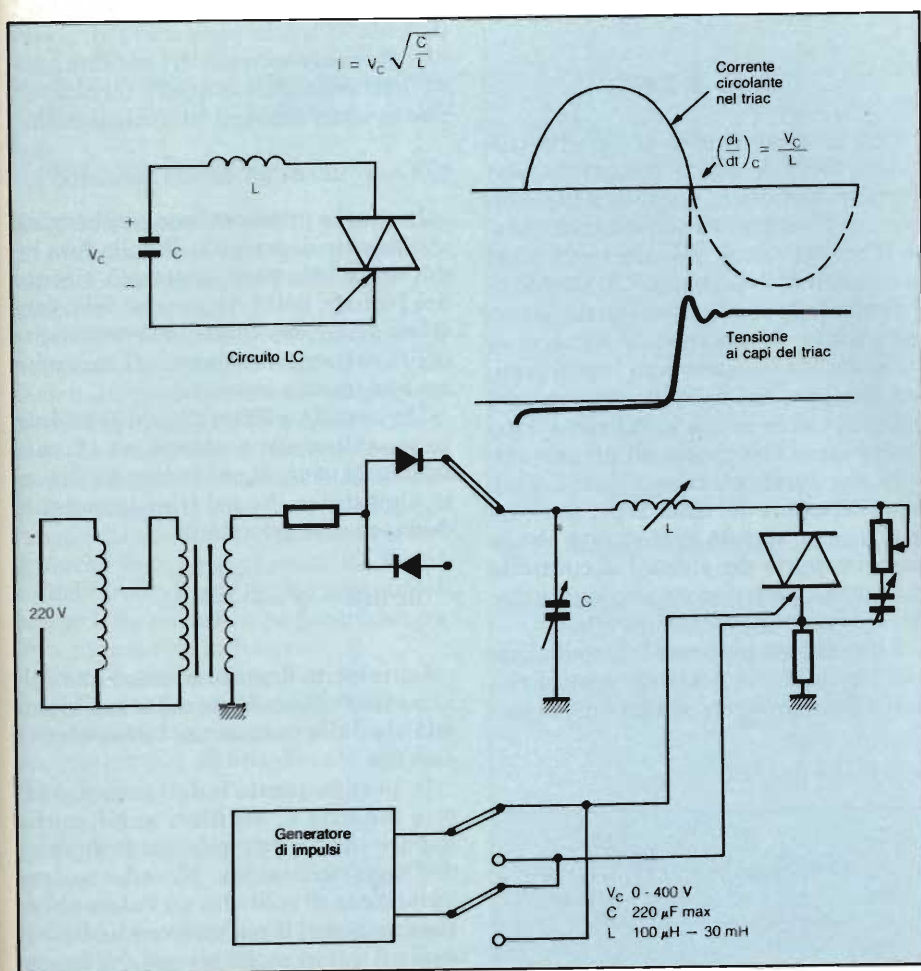 i = V_C √(C/L)
Corrente
circolante
nel triac
(di/dt)_C = V_C/L
L
+
V_C
C
Circuito LC
Tensione
ai capi del triac
220 V
L
C
Generatore
di impulsi
V_C 0 - 400 V
C 220 µF max
L 100 µH – 30 mH